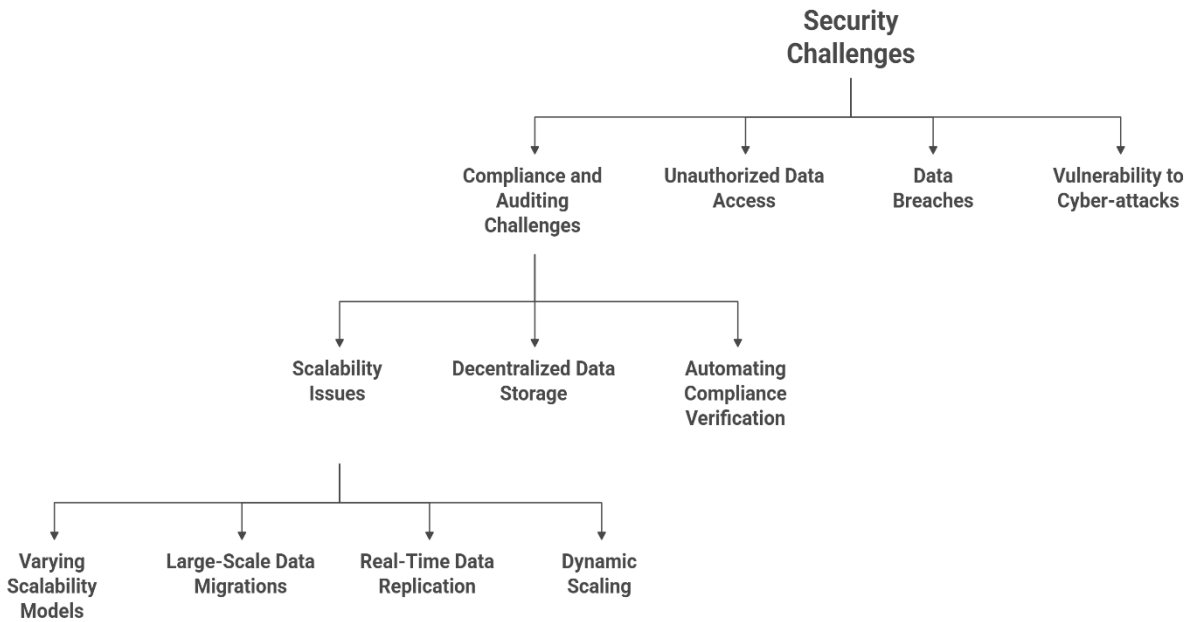 Security
Challenges
Compliance and
Auditing
Challenges
Unauthorized Data
Access
Data
Breaches
Vulnerability to
Cyber-attacks
Scalability
Issues
Decentralized Data
Storage
Automating
Compliance
Verification
Varying
Scalability
Models
Large-Scale Data
Migrations
Real-Time Data
Replication
Dynamic
Scaling